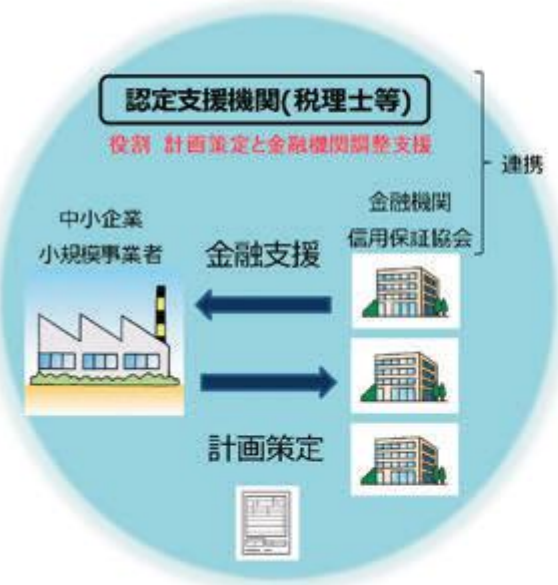 認定支援機関(税理士等)
役割 計画策定と金融機関調整支援
連携
中小企業
小規模事業者
金融支援
金融機関
信用保証協会
計画策定